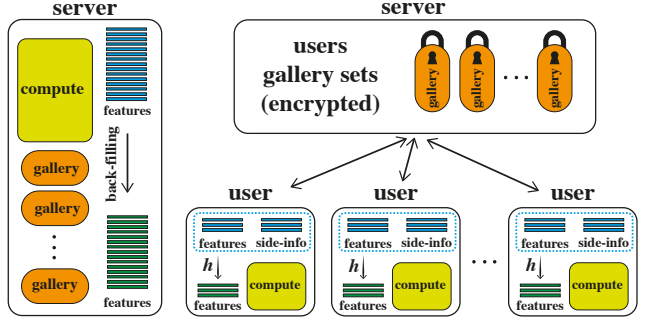 server
compute
features
back-filling
gallery
gallery
gallery
features
server
users
gallery sets
(encrypted)
gallery
gallery
...
gallery
user
features side-info
h
features
compute
user
features side-info
h
features
compute
...
user
features side-info
h
features
compute